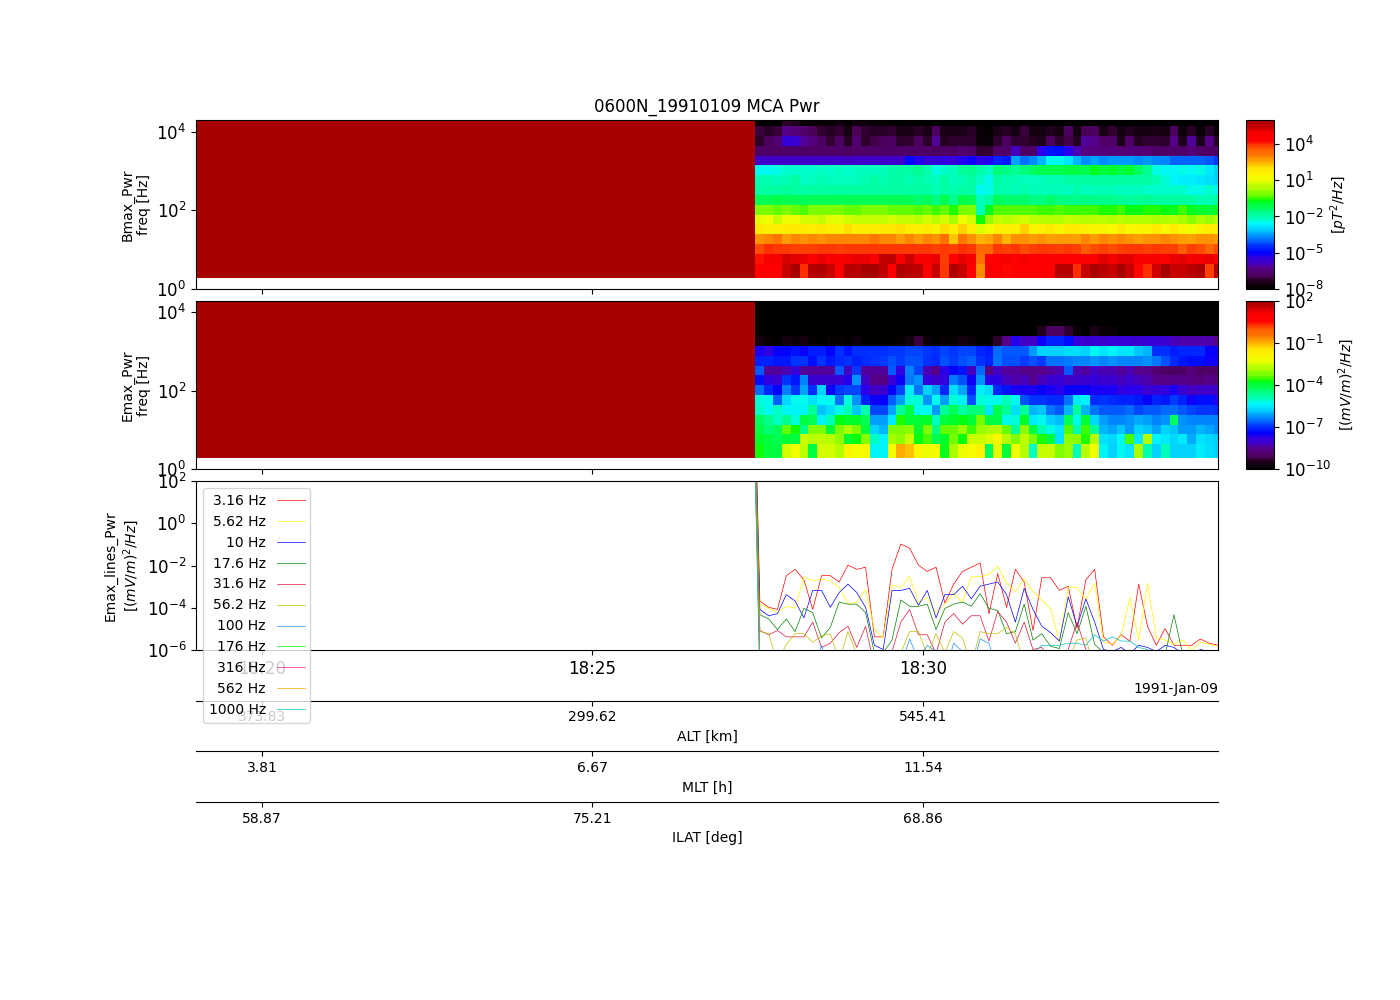 0600N_19910109 MCA Pwr
10^4
10^2
10^0
Bmax_Pwr
freq [Hz]
10^4
10^1
10^-2
10^-5
10^-8
[pT^2/Hz]
10^4
10^2
10^0
Emax_Pwr
freq [Hz]
10^2
10^-1
10^-4
10^-7
10^-10
[(mV/m)^2/Hz]
10^2
10^0
10^-2
10^-4
10^-6
Emax_lines_Pwr
[(mV/m)^2/Hz]
3.16 Hz
5.62 Hz
10 Hz
17.6 Hz
31.6 Hz
56.2 Hz
100 Hz
176 Hz
316 Hz
562 Hz
1000 Hz
18:20 18:25 18:30
1991-Jan-09
373.83 299.62 545.41
ALT [km]
3.81 6.67 11.54
MLT [h]
58.87 75.21 68.86
ILAT [deg]